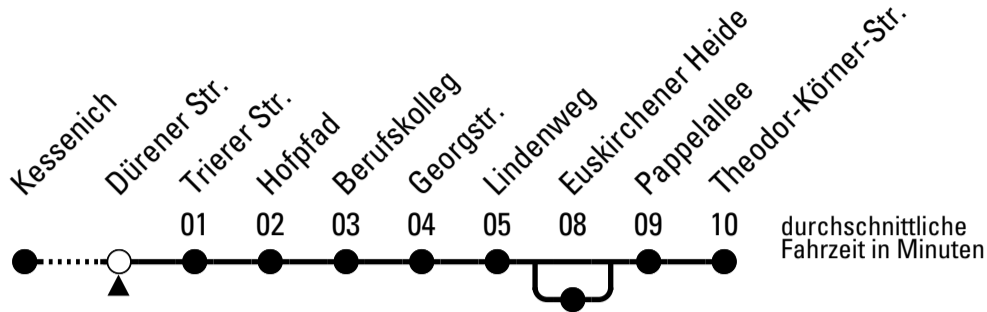 Kessenich
Dürener Str.
Trierer Str.
Hofpfad
Berufskolleg
Georgstr.
Lindenweg
Euskirchener Heide
Pappelallee
Theodor-Körner-Str.
01 02 03 04 05 08 09 10
durchschnittliche
Fahrzeit in Minuten